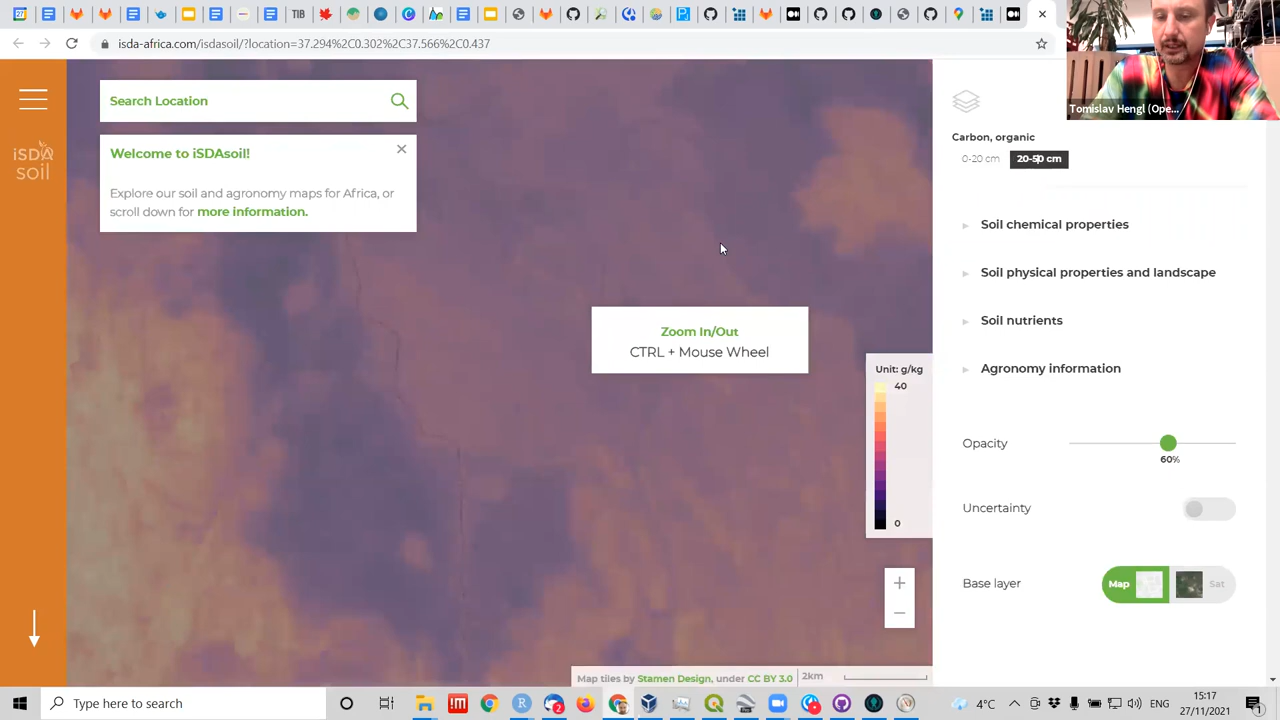 isda-africa.com/isdasoil/?location=37.294%2C0.302%2C37.566%2C0.437
Tomislav Hengl (Ope...
Search Location
iSDA
soil
Welcome to iSDAsoil!
Explore our soil and agronomy maps for Africa, or
scroll down for more information.
Zoom In/Out
CTRL + Mouse Wheel
Unit: g/kg
40
0
+
−
Map tiles by Stamen Design, under CC BY 3.0
2km
Carbon, organic
0-20 cm 20-50 cm
Soil chemical properties
Soil physical properties and landscape
Soil nutrients
Agronomy information
Opacity
60%
Uncertainty
Base layer
Map
Sat
Type here to search
4°C
ENG
15:17
27/11/2021